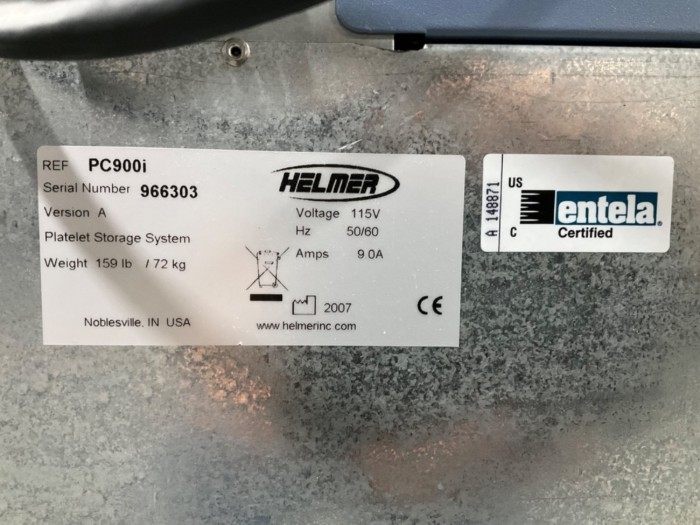 REF PC900i
Serial Number 966303
Version A
Platelet Storage System
Weight 159 lb / 72 kg
Noblesville, IN USA
HELMER
Voltage 115V
Hz 50/60
Amps 9.0A
2007
CE
www.helmerinc.com
A 148871
US
C
entela®
Certified